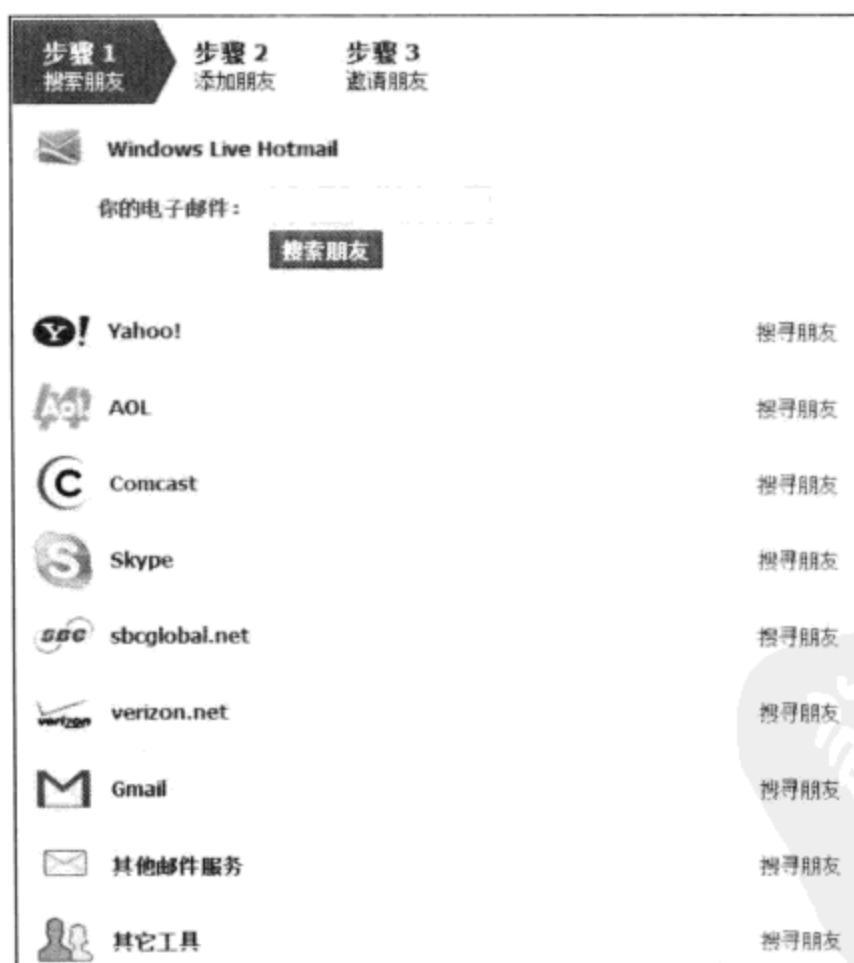 步骤 1 步骤 2 步骤 3
搜索朋友 添加朋友 邀请朋友
Windows Live Hotmail
你的电子邮件：
搜索朋友
Y! Yahoo! 搜寻朋友
Aol AOL 搜寻朋友
C Comcast 搜寻朋友
S Skype 搜寻朋友
SBC sbcglobal.net 搜寻朋友
verizon verizon.net 搜寻朋友
M Gmail 搜寻朋友
其他邮件服务 搜寻朋友
其它工具 搜寻朋友